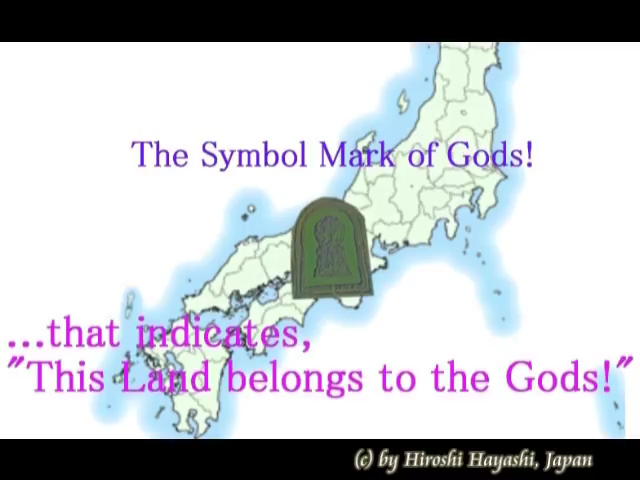 The Symbol Mark of Gods!
...that indicates,
"This Land belongs to the Gods!"
(c) by Hiroshi Hayashi, Japan